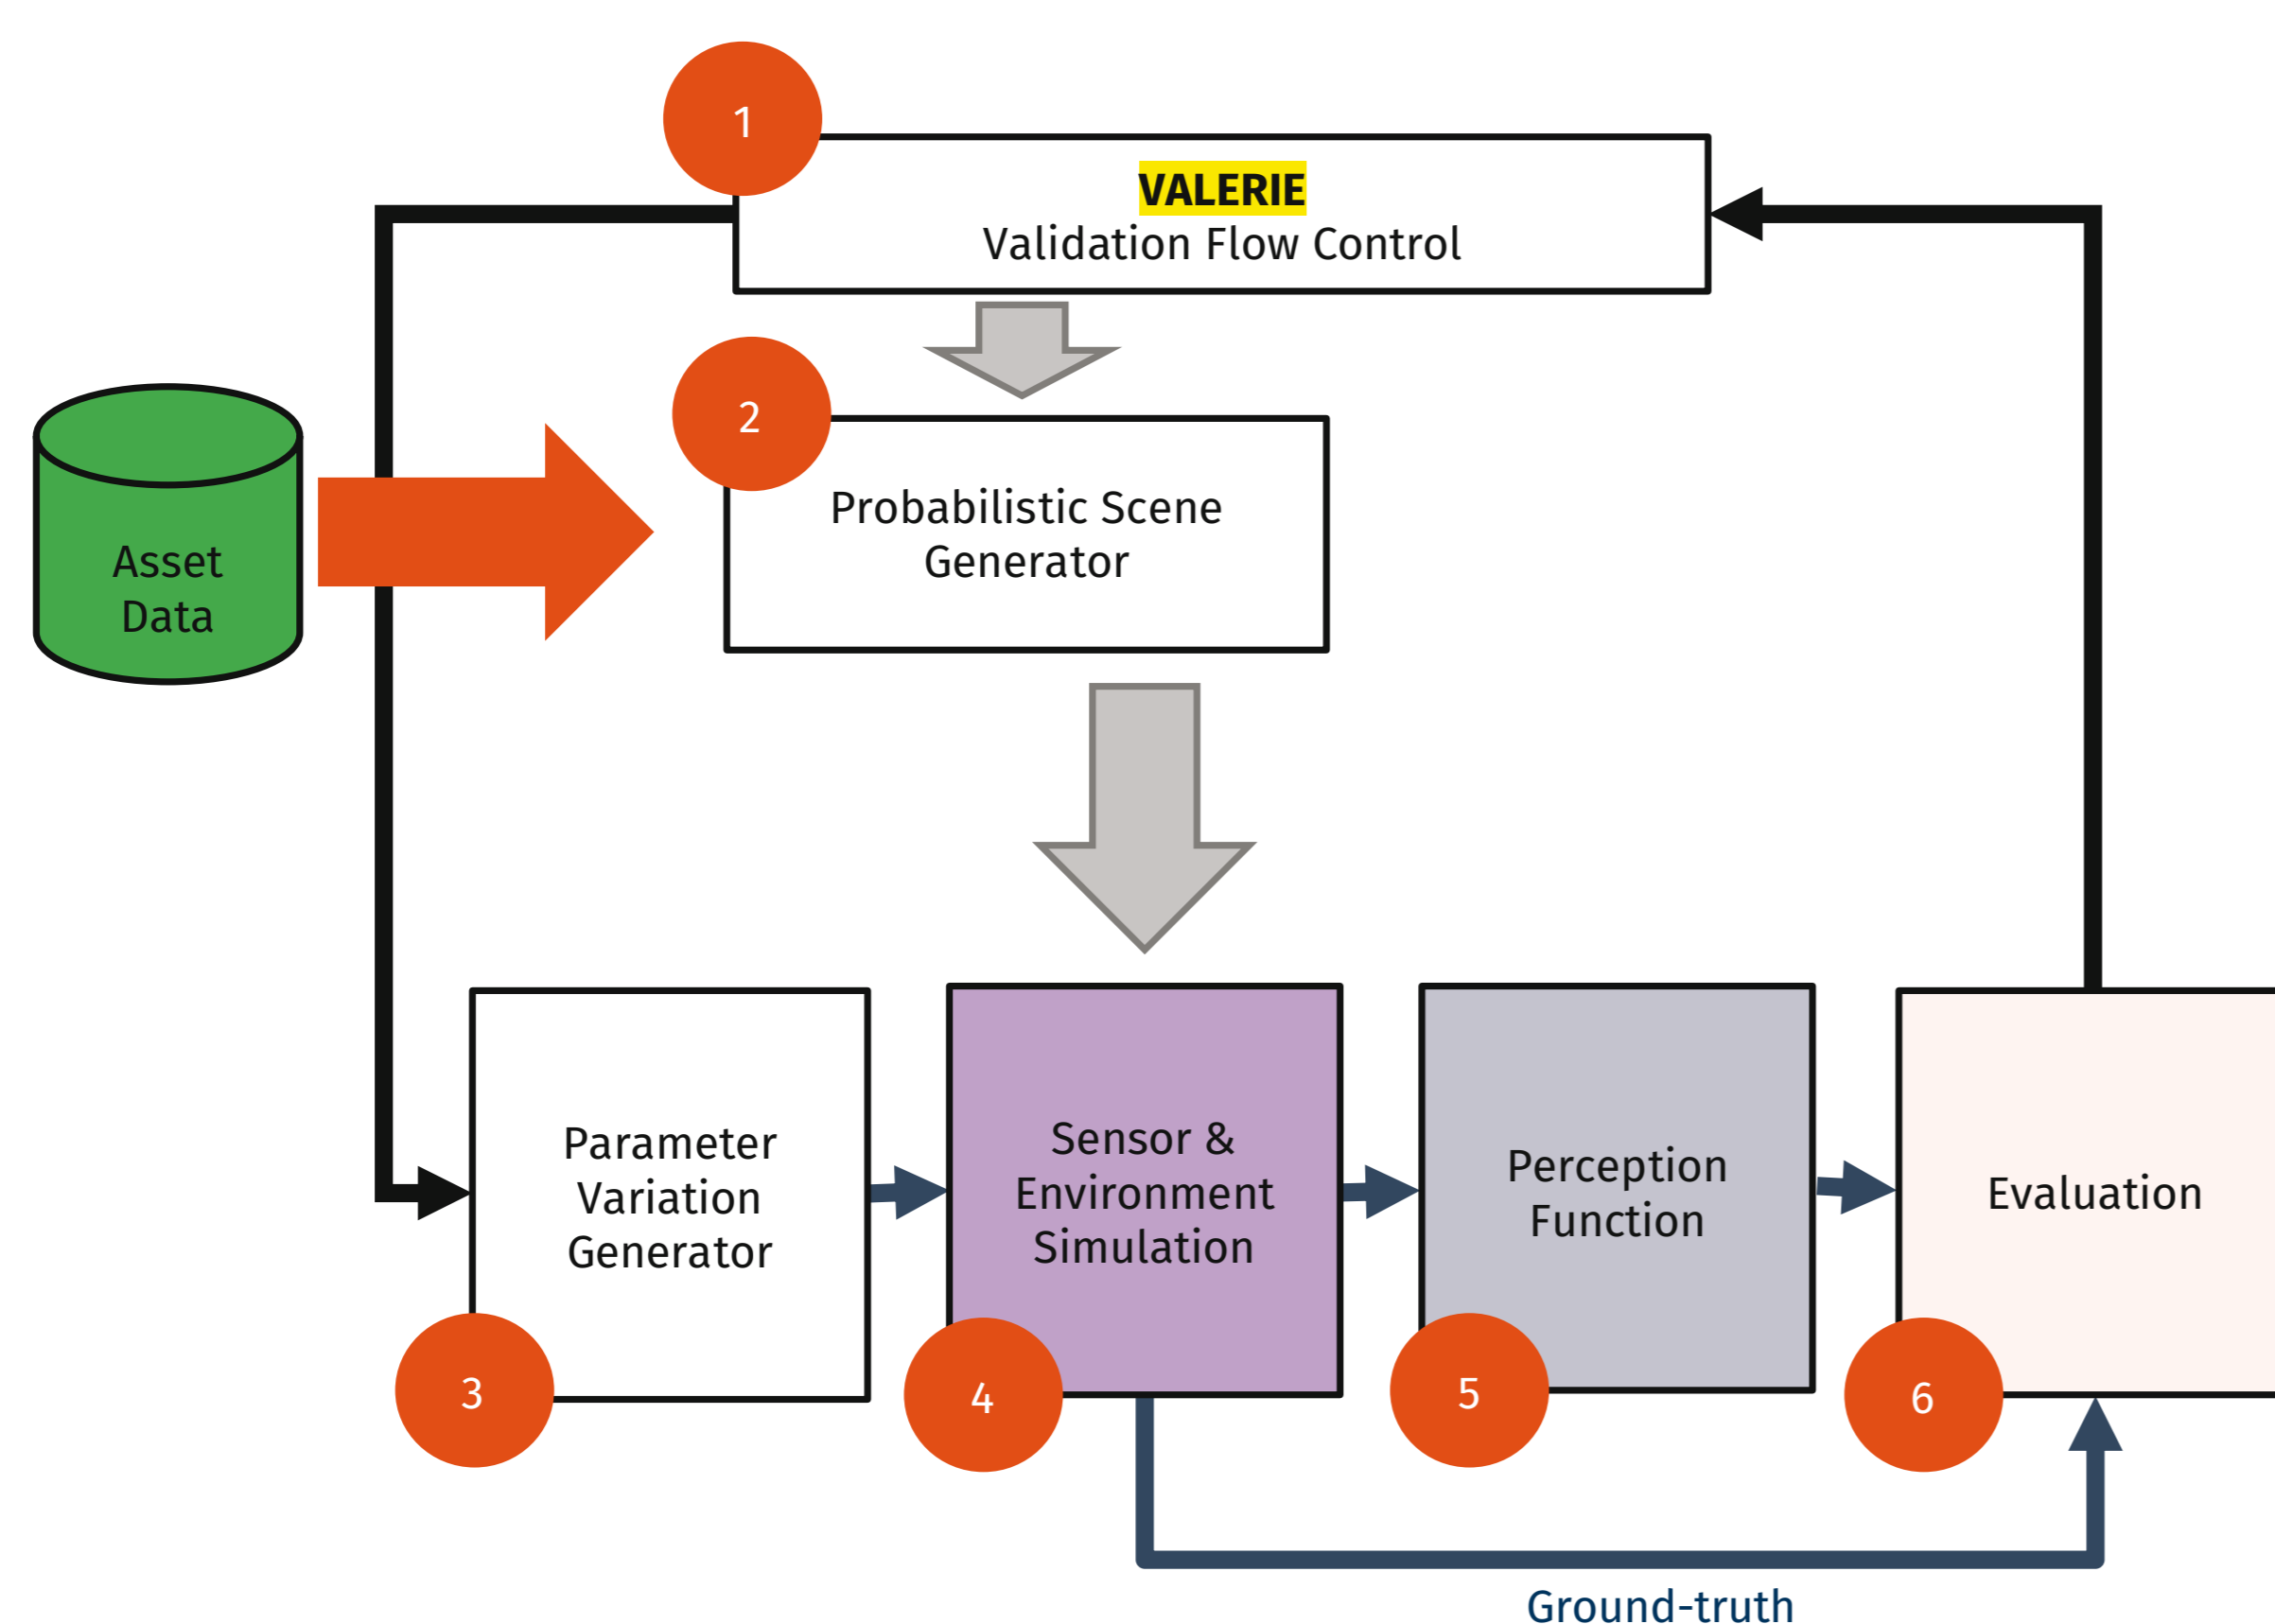 1
VALERIE
Validation Flow Control
2
Probabilistic Scene
Generator
Asset
Data
Parameter
Variation
Generator
3
Sensor &
Environment
Simulation
4
Perception
Function
5
Evaluation
6
Ground-truth